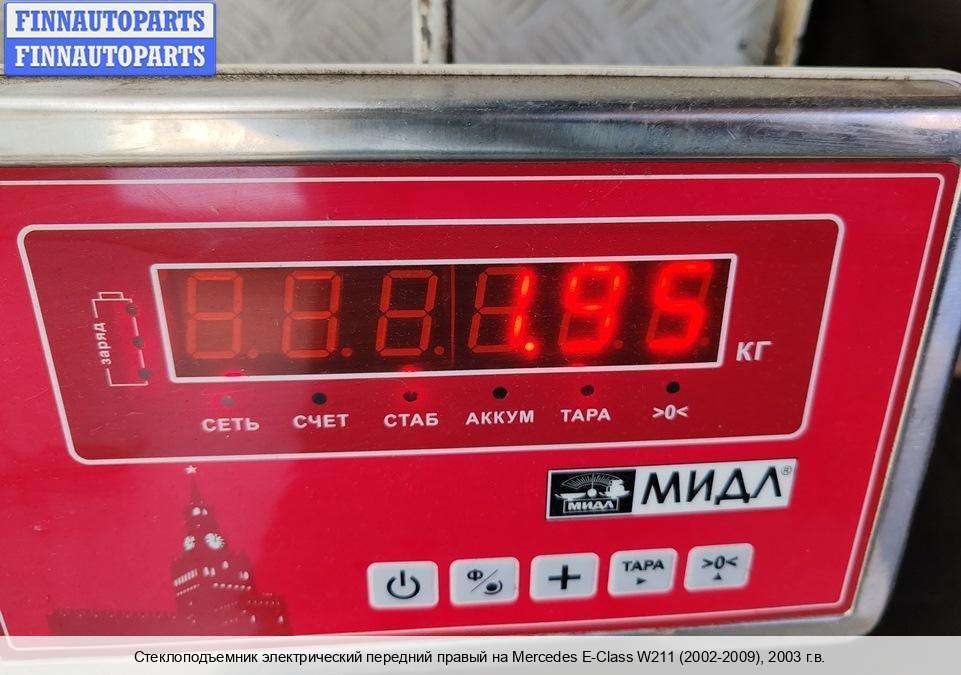 FINNAUTOPARTS
FINNAUTOPARTS
1.95
КГ
заряд
СЕТЬ СЧЕТ СТАБ АККУМ ТАРА >0<
МИДЛ
МИДЛ®
Ф
+ ТАРА >0<
Стеклоподъемник электрический передний правый на Mercedes E-Class W211 (2002-2009), 2003 г.в.